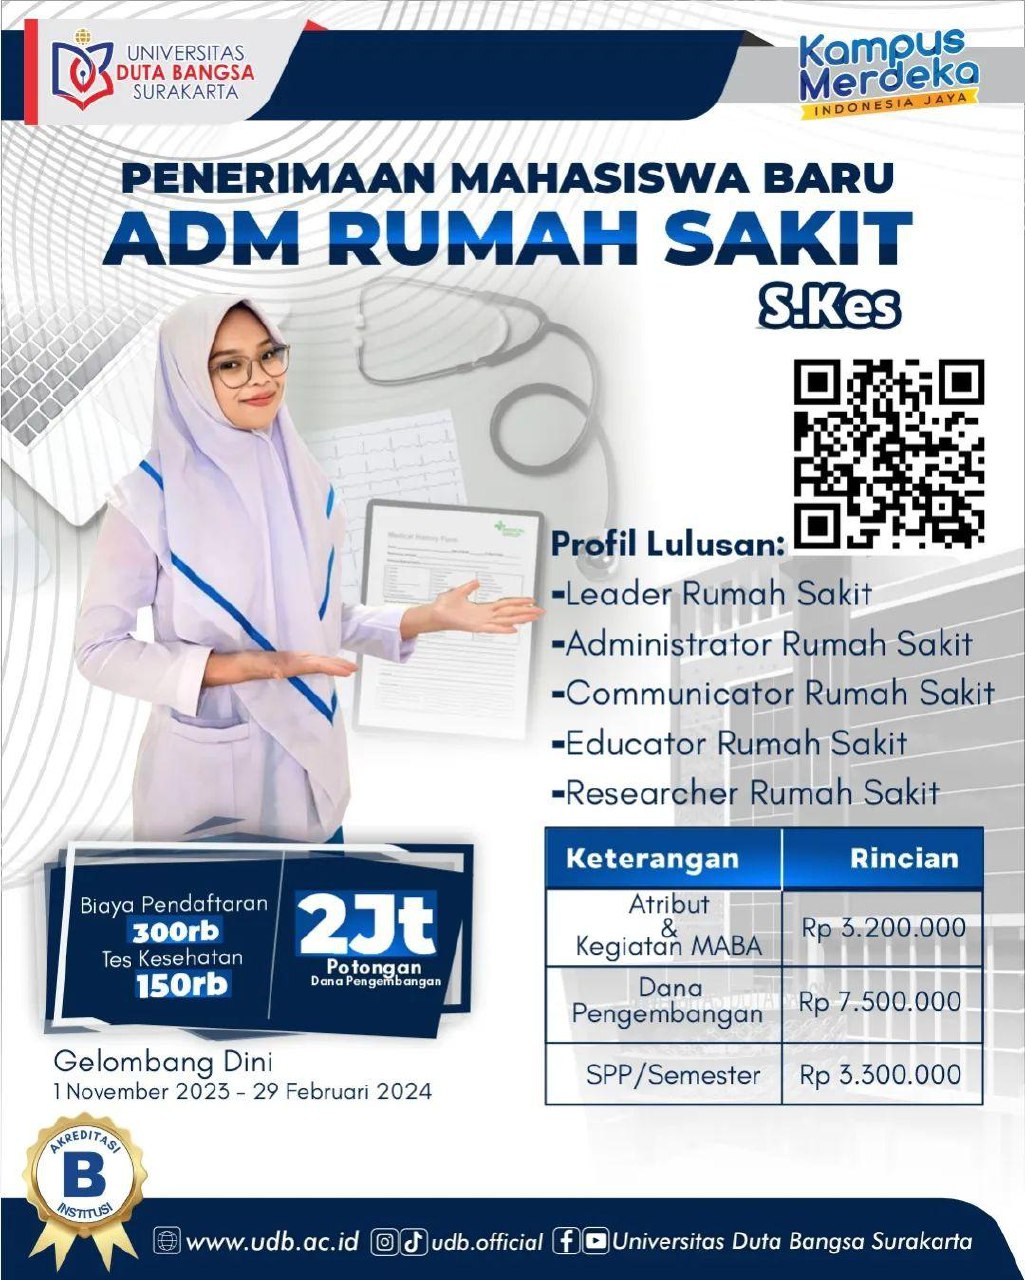 UNIVERSITAS
DUTA BANGSA
SURAKARTA
Kampus
Merdeka
INDONESIA JAYA
PENERIMAAN MAHASISWA BARU
ADM RUMAH SAKIT
S.Kes
Medical History Form
Profil Lulusan:
-Leader Rumah Sakit
-Administrator Rumah Sakit
-Communicator Rumah Sakit
-Educator Rumah Sakit
-Researcher Rumah Sakit
Biaya Pendaftaran
300rb
Tes Kesehatan
150rb
2Jt
Potongan
Dana Pengembangan
Keterangan Rincian
Atribut
&
Kegiatan MABA Rp 3.200.000
Dana
Pengembangan Rp 7.500.000
SPP/Semester Rp 3.300.000
Gelombang Dini
1 November 2023 - 29 Februari 2024
AKREDITASI
B
INSTITUSI
www.udb.ac.id udb.official Universitas Duta Bangsa Surakarta